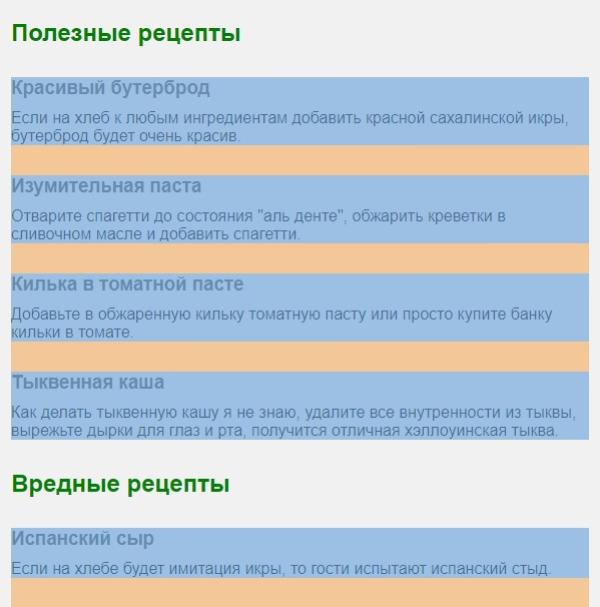 Полезные рецепты
Красивый бутерброд
Если на хлеб к любым ингредиентам добавить красной сахалинской икры,
бутерброд будет очень красив.
Изумительная паста
Отварите спагетти до состояния "аль денте", обжарить креветки в
сливочном масле и добавить спагетти.
Килька в томатной пасте
Добавьте в обжаренную кильку томатную пасту или просто купите банку
кильки в томате.
Тыквенная каша
Как делать тыквенную кашу я не знаю, удалите все внутренности из тыквы,
вырежьте дырки для глаз и рта, получится отличная хэллоуинская тыква.
Вредные рецепты
Испанский сыр
Если на хлебе будет имитация икры, то гости испытают испанский стыд.